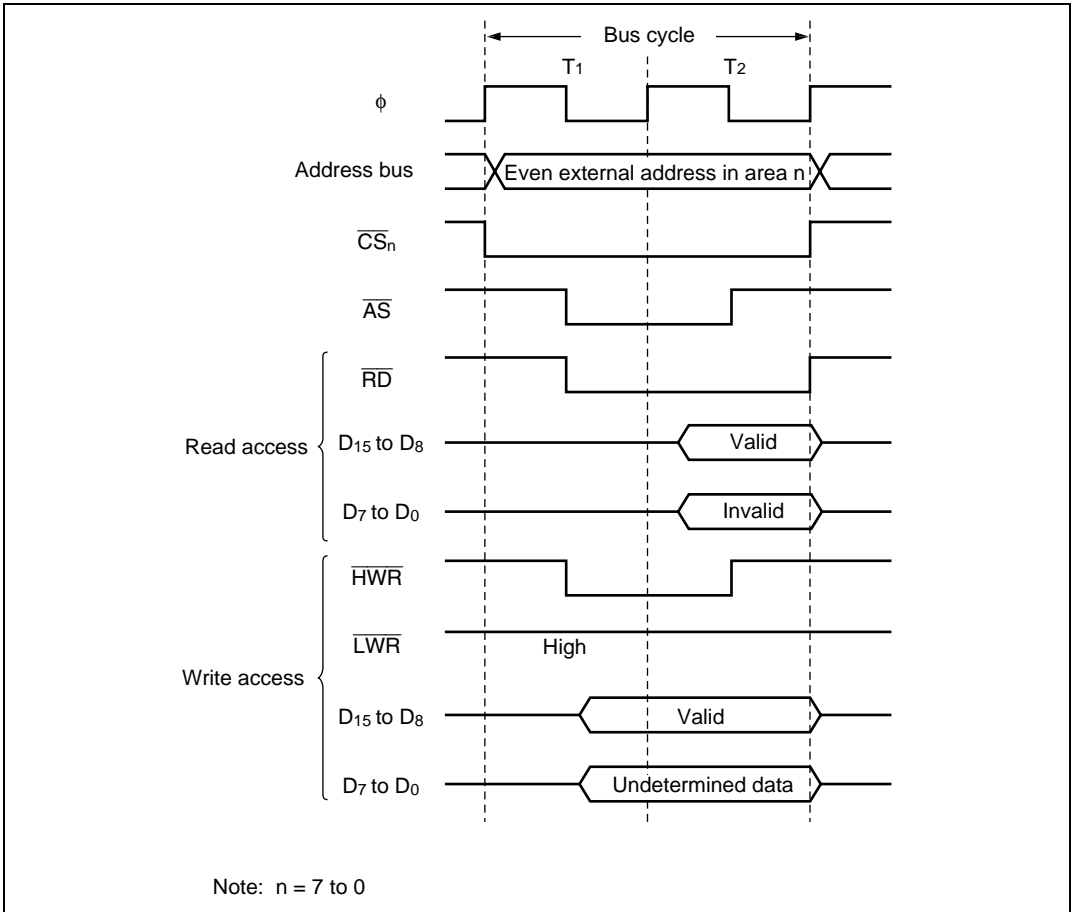 Bus cycle
T1 T2
ϕ
Address bus Even external address in area n
CSn
AS
RD
Read access D15 to D8 Valid
D7 to D0 Invalid
HWR
LWR High
Write access
D15 to D8 Valid
D7 to D0 Undetermined data
Note: n = 7 to 0